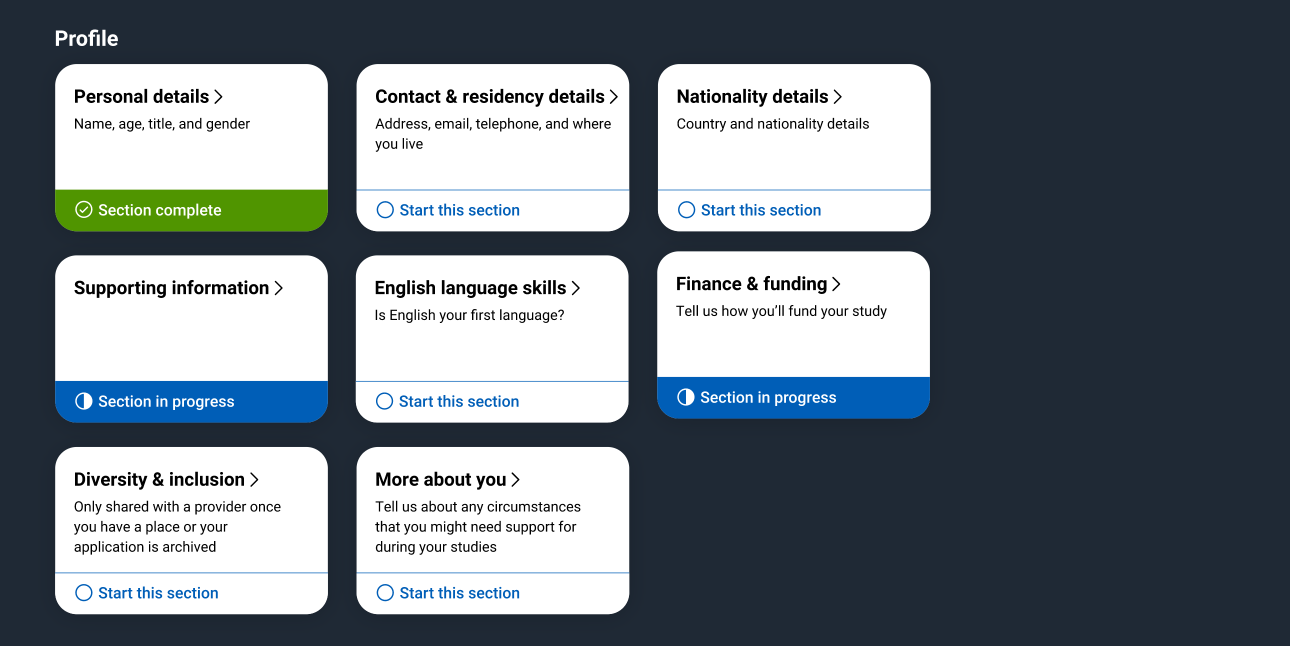 Profile
Personal details
Name, age, title, and gender
Section complete
Contact & residency details
Address, email, telephone, and where
you live
Start this section
Nationality details
Country and nationality details
Start this section
Supporting information
Section in progress
English language skills
Is English your first language?
Start this section
Finance & funding
Tell us how you’ll fund your study
Section in progress
Diversity & inclusion
Only shared with a provider once
you have a place or your
application is archived
Start this section
More about you
Tell us about any circumstances
that you might need support for
during your studies
Start this section